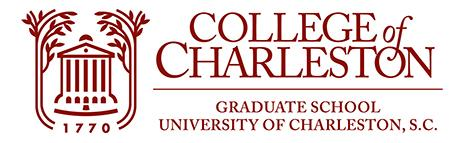 COLLEGE of
CHARLESTON
GRADUATE SCHOOL
UNIVERSITY OF CHARLESTON, S.C.
1770